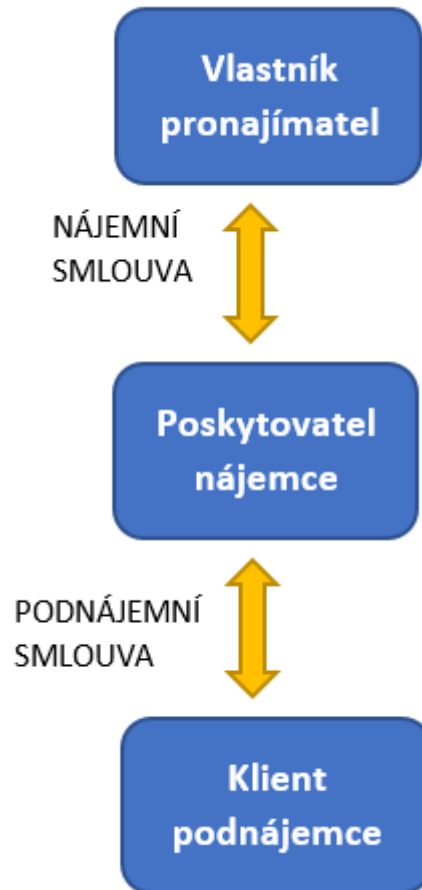 Vlastník
pronajímatel
NÁJEMNÍ
SMLOUVA
Poskytovatel
nájemce
PODNÁJEMNÍ
SMLOUVA
Klient
podnájemce